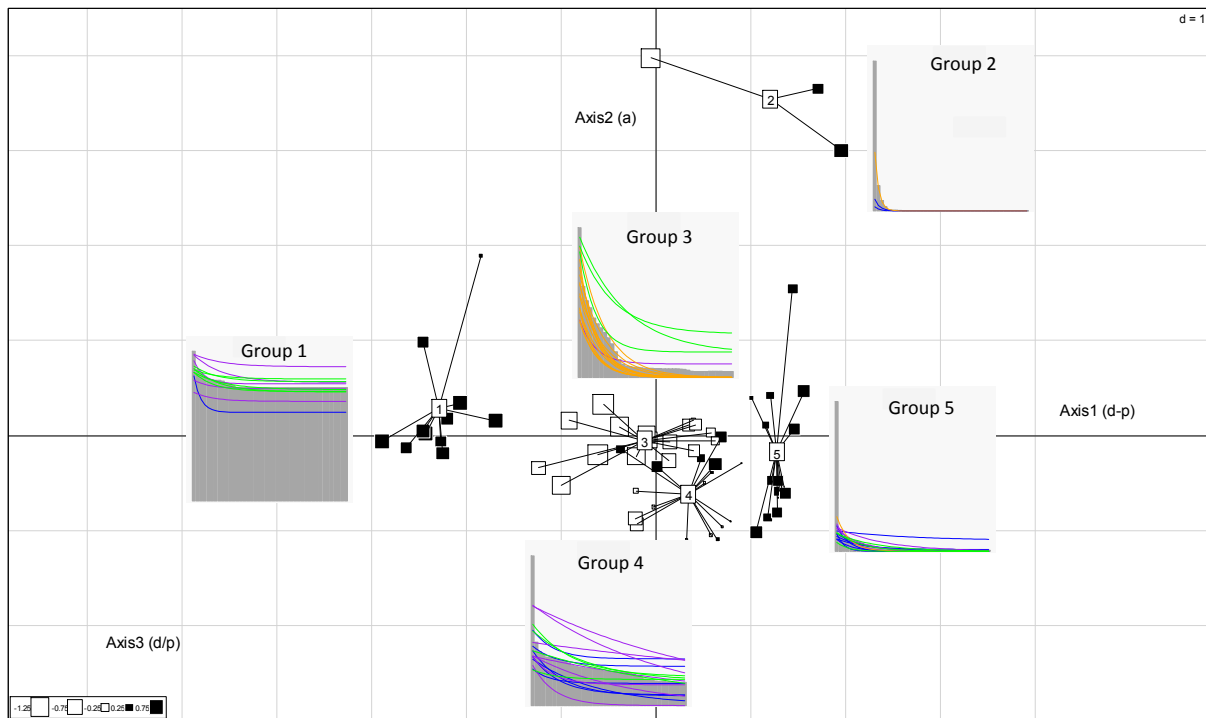 d = 1
Group 2
2
Axis2 (a)
Group 3
Group 1
1
Axis1 (d-p)
Group 5
3
5
4
Group 4
Axis3 (d/p)
-1.25 -0.75 -0.25 0.25 0.75